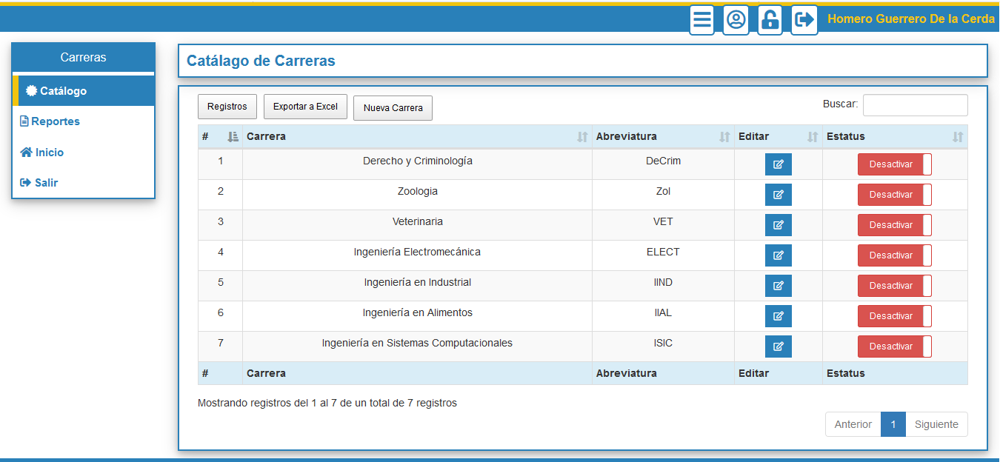 Homero Guerrero De la Cerda
Carreras
Catálogo
Reportes
Inicio
Salir
Catálago de Carreras
Registros Exportar a Excel Nueva Carrera Buscar:
# Carrera Abreviatura Editar Estatus
1 Derecho y Criminología DeCrim Desactivar
2 Zoologia Zol Desactivar
3 Veterinaria VET Desactivar
4 Ingeniería Electromecánica ELECT Desactivar
5 Ingeniería en Industrial IIND Desactivar
6 Ingeniería en Alimentos IIAL Desactivar
7 Ingeniería en Sistemas Computacionales ISIC Desactivar
# Carrera Abreviatura Editar Estatus
Mostrando registros del 1 al 7 de un total de 7 registros
Anterior 1 Siguiente